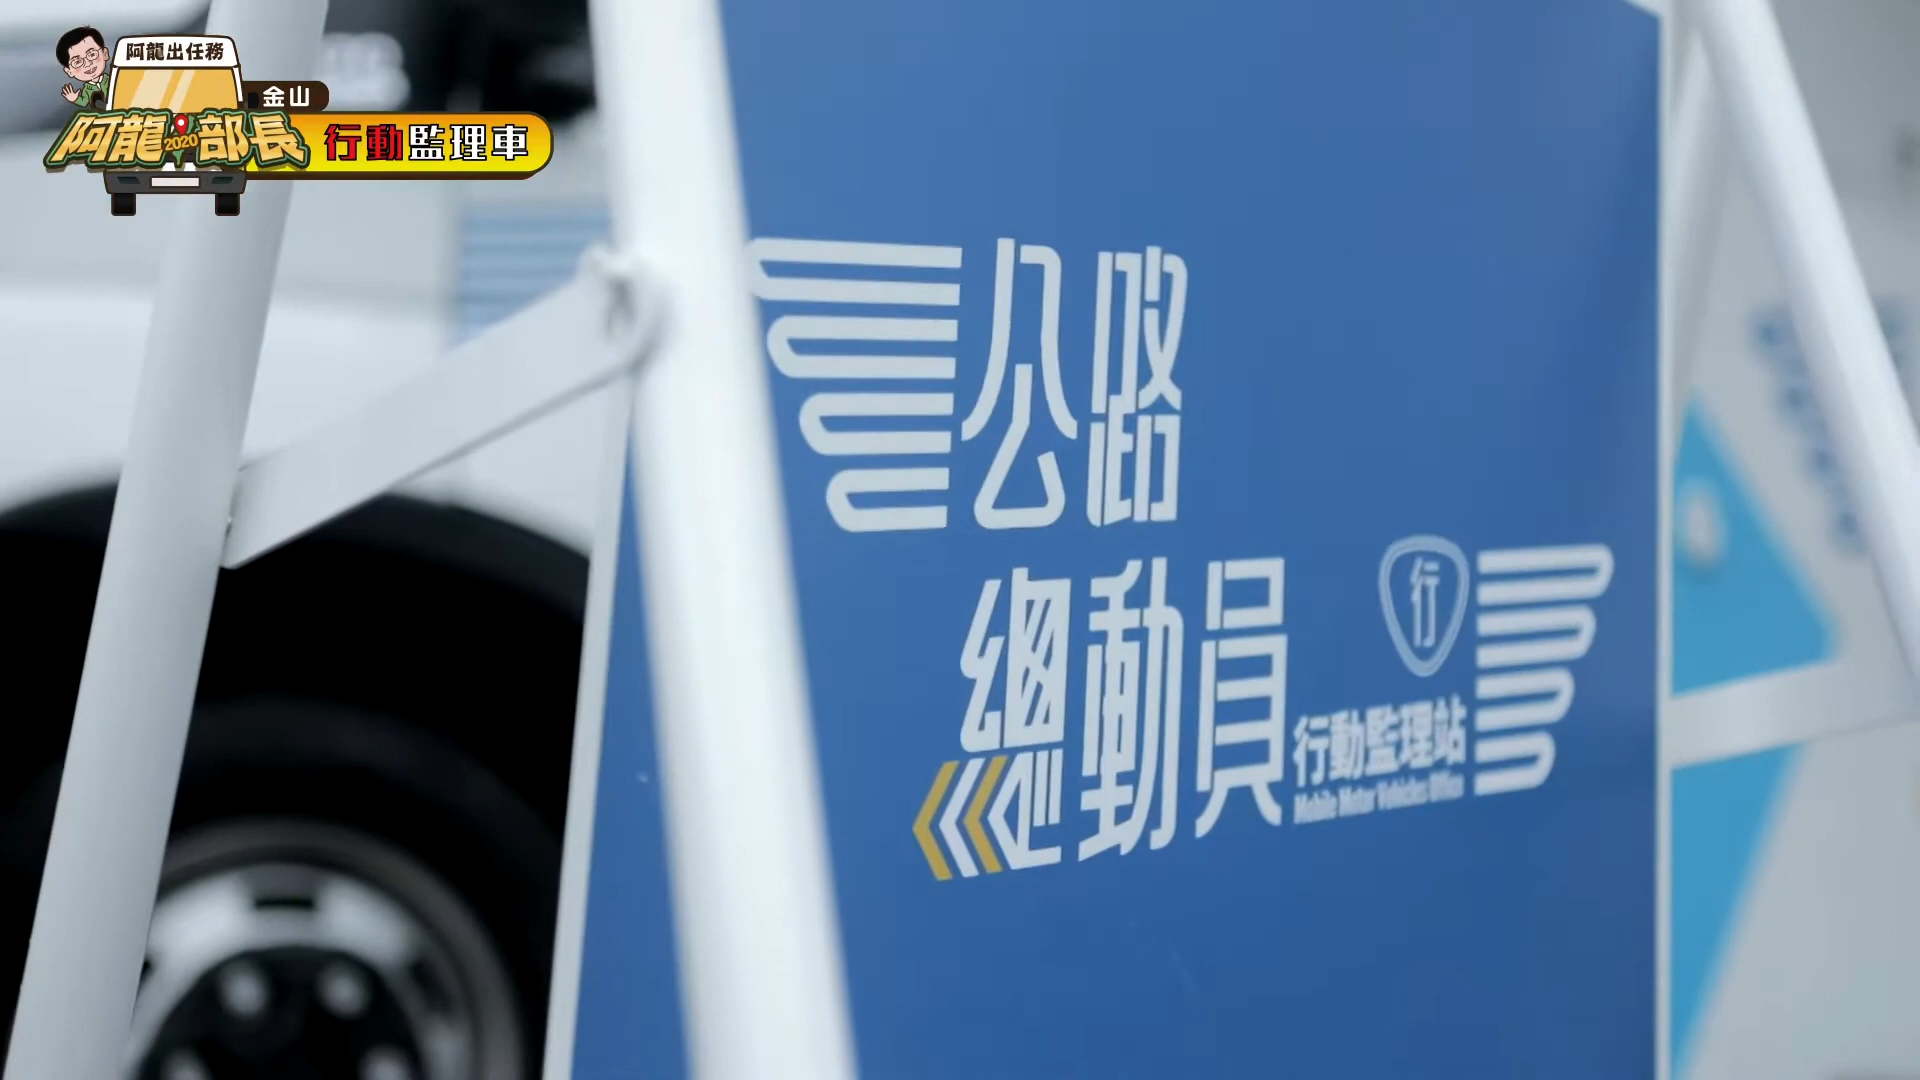 阿龍出任務
金山
阿龍2020部長
行動監理車
公路
總動員
行
行動監理站
Mobile Motor Vehicles Office